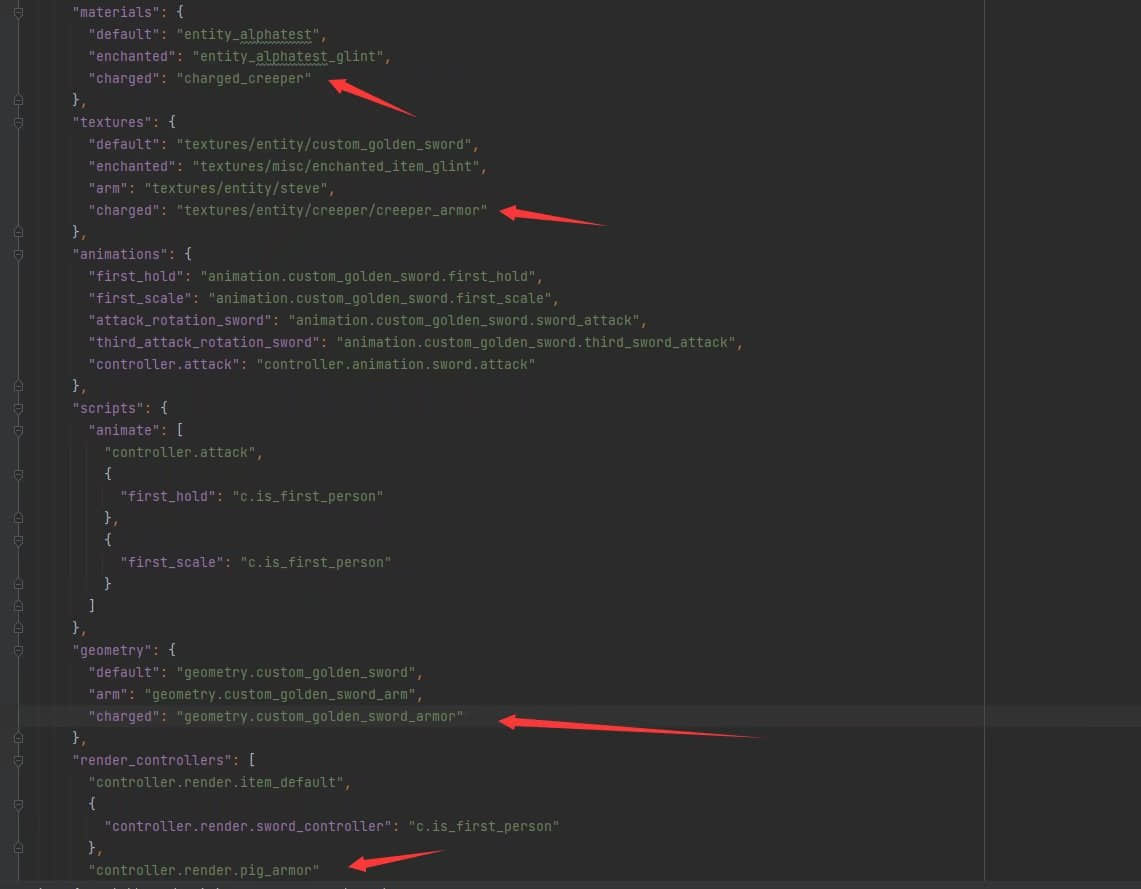 "materials": {
"default": "entity_alphatest",
"enchanted": "entity_alphatest_glint",
"charged": "charged_creeper"
},
"textures": {
"default": "textures/entity/custom_golden_sword",
"enchanted": "textures/misc/enchanted_item_glint",
"arm": "textures/entity/steve",
"charged": "textures/entity/creeper/creeper_armor"
},
"animations": {
"first_hold": "animation.custom_golden_sword.first_hold",
"first_scale": "animation.custom_golden_sword.first_scale",
"attack_rotation_sword": "animation.custom_golden_sword.sword_attack",
"third_attack_rotation_sword": "animation.custom_golden_sword.third_sword_attack",
"controller.attack": "controller.animation.sword.attack"
},
"scripts": {
"animate": [
"controller.attack",
{
"first_hold": "c.is_first_person"
},
{
"first_scale": "c.is_first_person"
}
]
},
"geometry": {
"default": "geometry.custom_golden_sword",
"arm": "geometry.custom_golden_sword_arm",
"charged": "geometry.custom_golden_sword_armor"
},
"render_controllers": [
"controller.render.item_default",
{
"controller.render.sword_controller": "c.is_first_person"
},
"controller.render.pig_armor"